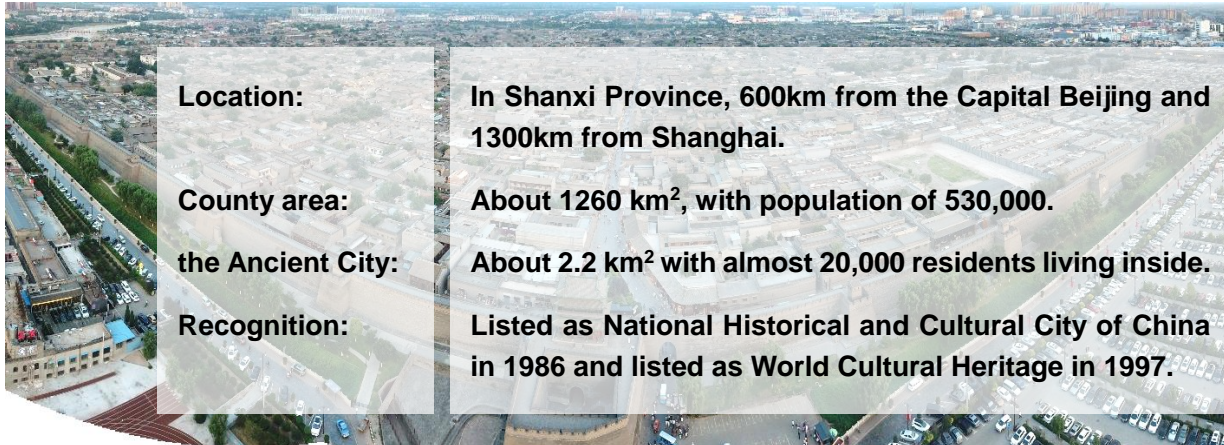 Location:
In Shanxi Province, 600km from the Capital Beijing and
1300km from Shanghai.
County area:
About 1260 km², with population of 530,000.
the Ancient City:
About 2.2 km² with almost 20,000 residents living inside.
Recognition:
Listed as National Historical and Cultural City of China
in 1986 and listed as World Cultural Heritage in 1997.